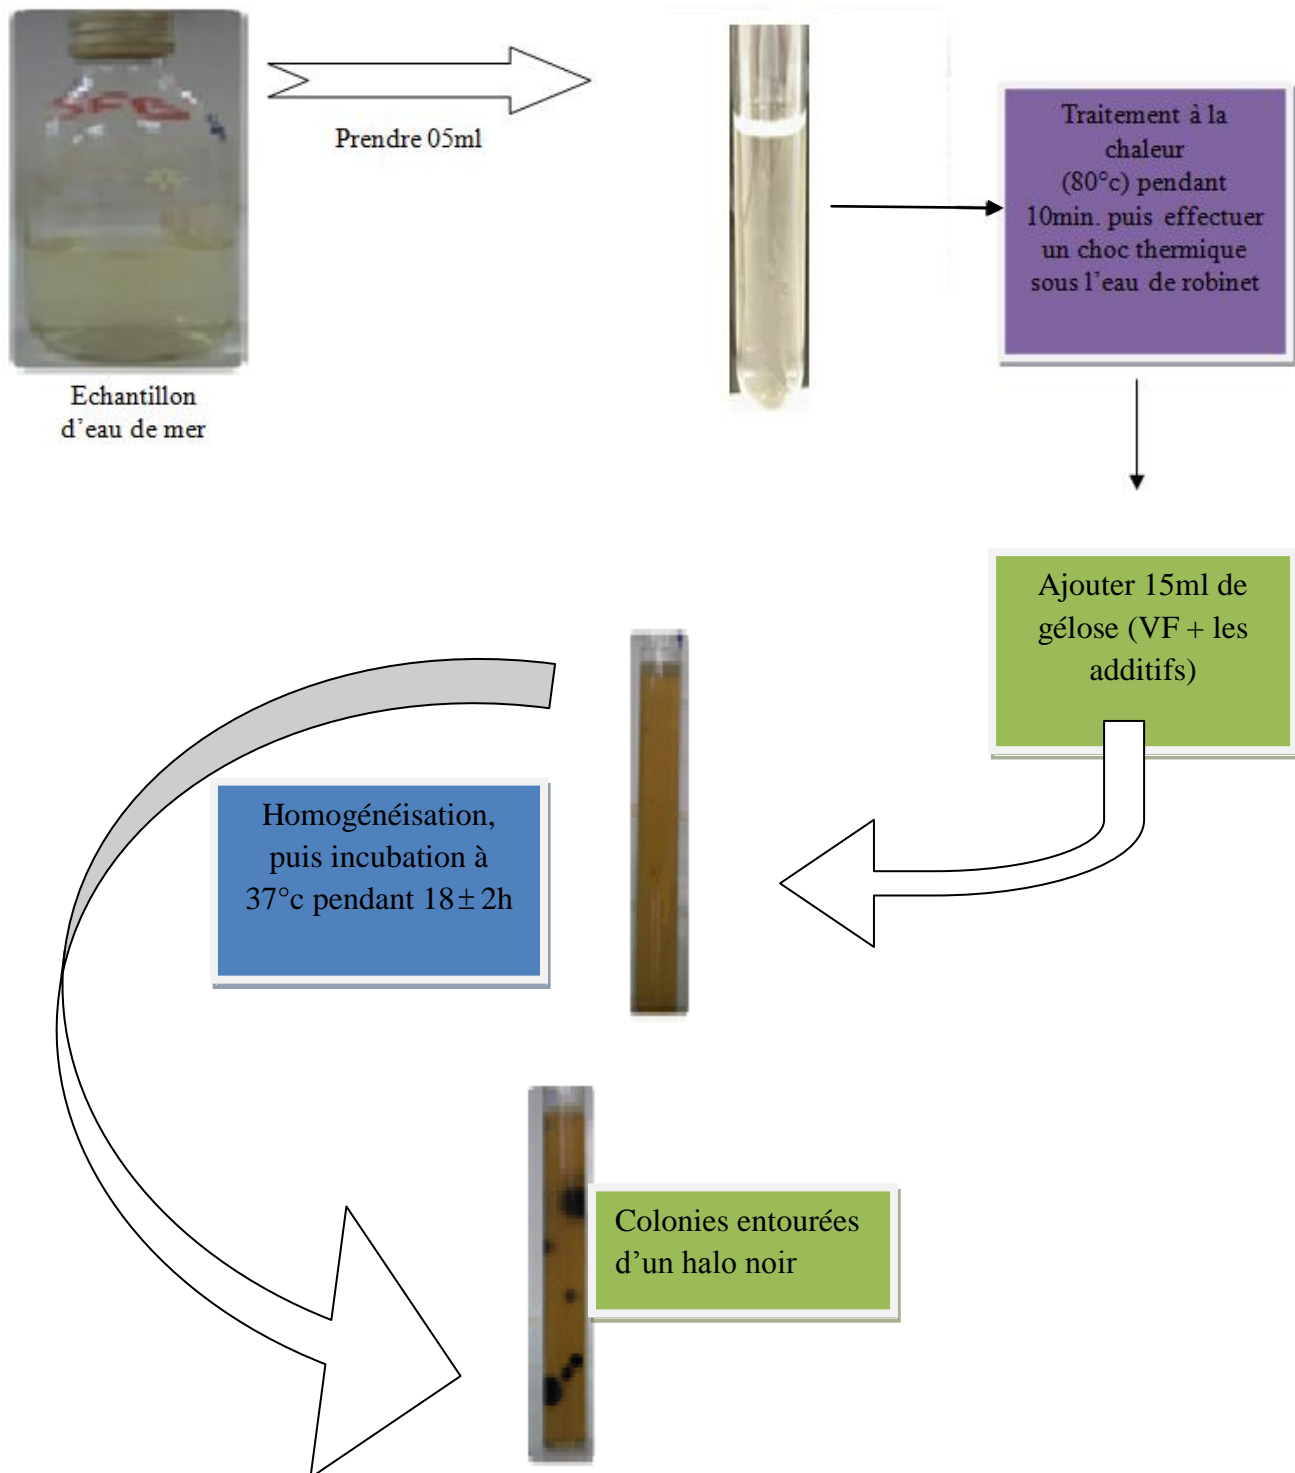 SFC
Prendre 05ml
Echantillon
d'eau de mer
Traitement à la
chaleur
(80°c) pendant
10min. puis effectuer
un choc thermique
sous l'eau de robinet
Ajouter 15ml de
gélose (VF + les
additifs)
Homogénéisation,
puis incubation à
37°c pendant 18 ± 2h
Colonies entourées
d'un halo noir